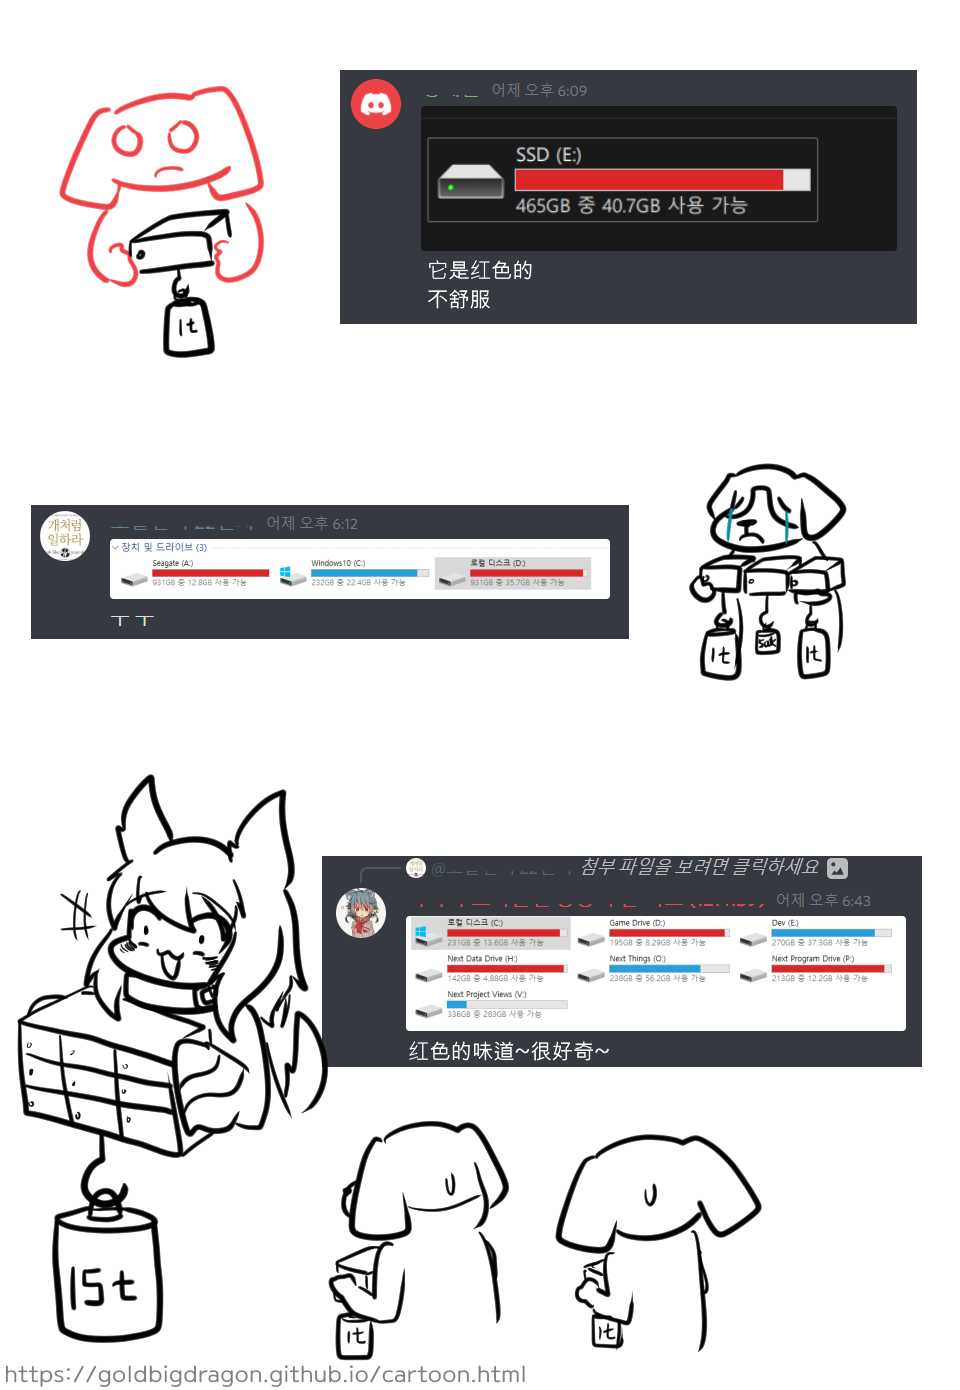 어제 오후 6:09
SSD (E:)
465GB 중 40.7GB 사용 가능
它是红色的
不舒服
1t
개처럼
일하라
어제 오후 6:12
장치 및 드라이브 (3)
Seagate (A:)
931GB 중 12.8GB 사용 가능
Windows10 (C:)
232GB 중 22.4GB 사용 가능
로컬 디스크 (D:)
931GB 중 35.7GB 사용 가능
ㅜㅜ
1t
5ak
1t
첨부 파일을 보려면 클릭하세요
어제 오후 6:43
로컬 디스크 (C:)
231GB 중 13.6GB 사용 가능
Game Drive (D:)
195GB 중 8.29GB 사용 가능
Dev (E:)
270GB 중 37.3GB 사용 가능
Next Data Drive (H:)
142GB 중 4.88GB 사용 가능
Next Things (O:)
238GB 중 56.2GB 사용 가능
Next Program Drive (P:)
213GB 중 12.2GB 사용 가능
Next Project Views (V:)
336GB 중 283GB 사용 가능
红色的味道~很好奇~
15t
1t
1t
https://goldbigdragon.github.io/cartoon.html